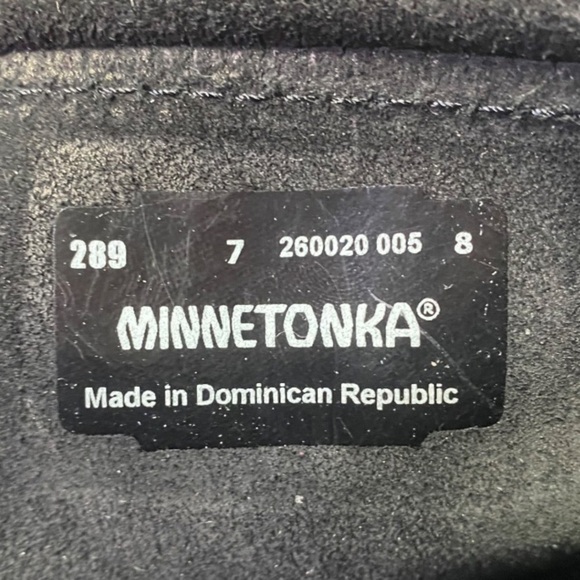 289 7 260020 005 8
MINNETONKA®
Made in Dominican Republic